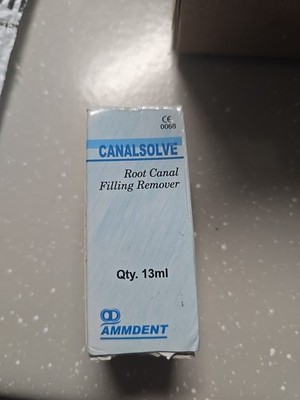 CE
0068
CANALSOLVE
Root Canal
Filling Remover
Qty. 13ml
AMMDENT